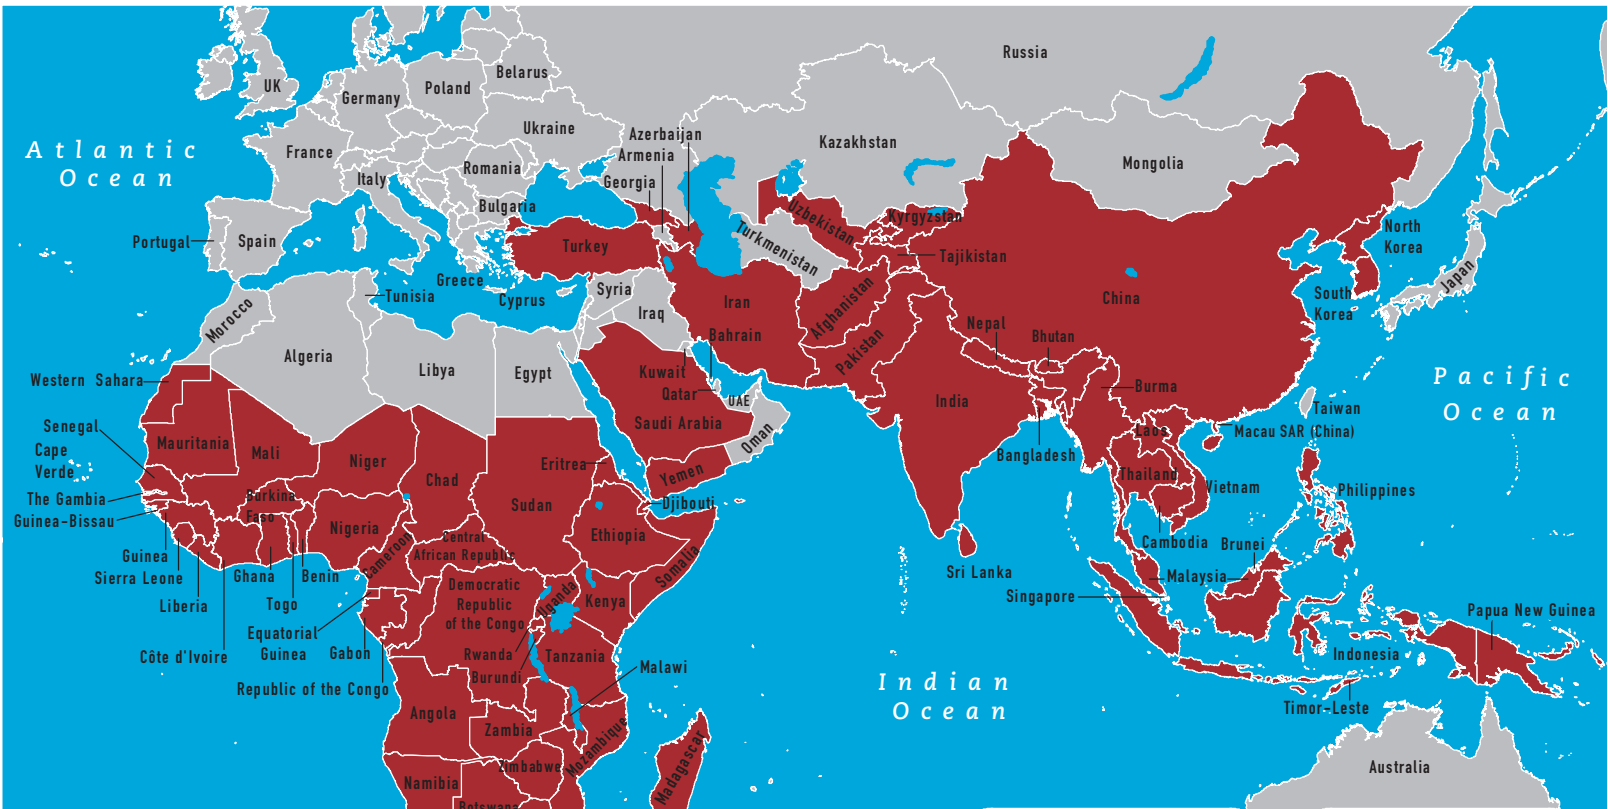 Russia
Belarus
UK
Poland
Germany
Ukraine
Azerbaijan
Kazakhstan
Atlantic
Ocean
France
Armenia
Mongolia
Romania
Italy
Georgia
Bulgaria
Uzbekistan
Kyrgyzstan
North
Korea
Portugal
Spain
Turkey
Turkmenistan
Tajikistan
Greece
Syria
Japan
Tunisia
Cyprus
Iran
Afghanistan
China
South
Korea
Morocco
Iraq
Bahrain
Pakistan
Nepal
Bhutan
Algeria
Libya
Egypt
Kuwait
Western Sahara
Qatar
UAE
India
Burma
Pacific
Ocean
Taiwan
Senegal
Saudi Arabia
Oman
Laos
Macau SAR (China)
Cape
Verde
Mauritania
Mali
Niger
Eritrea
Yemen
Bangladesh
Chad
Thailand
Vietnam
Philippines
The Gambia
Burkina
Faso
Sudan
Djibouti
Guinea-Bissau
Nigeria
Ethiopia
Guinea
Cameroon
Central
African Republic
Somalia
Cambodia
Brunei
Sierra Leone
Ghana
Benin
Sri Lanka
Malaysia
Liberia
Togo
Democratic
Republic
of the Congo
Uganda
Kenya
Singapore
Papua New Guinea
Equatorial
Guinea
Côte d'Ivoire
Gabon
Rwanda
Tanzania
Malawi
Indonesia
Burundi
Republic of the Congo
Indian
Ocean
Timor-Leste
Angola
Zambia
Mozambique
Zimbabwe
Madagascar
Australia
Namibia
Botswana